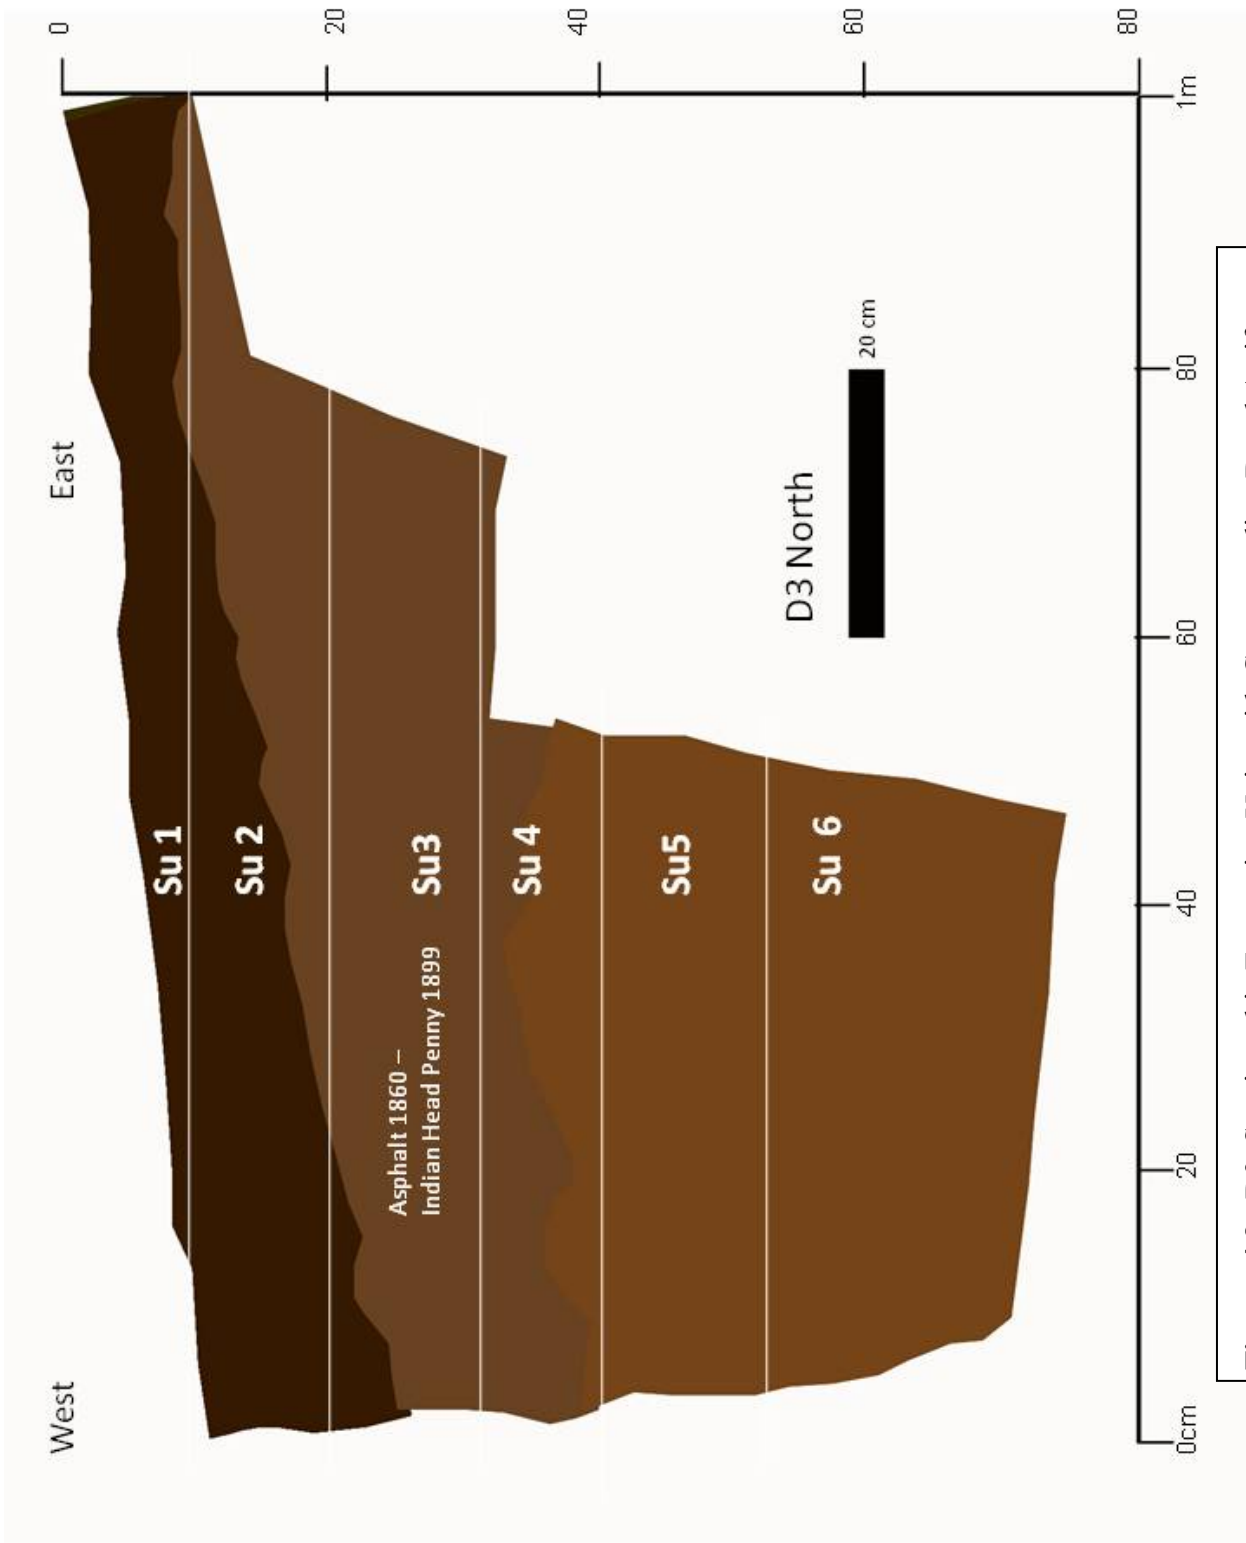 West
East
0
20
40
60
80
Su 1
Su 2
Asphalt 1860 –
Indian Head Penny 1899
Su3
Su 4
Su5
Su 6
D3 North
20 cm
0cm
20
40
60
80
1m